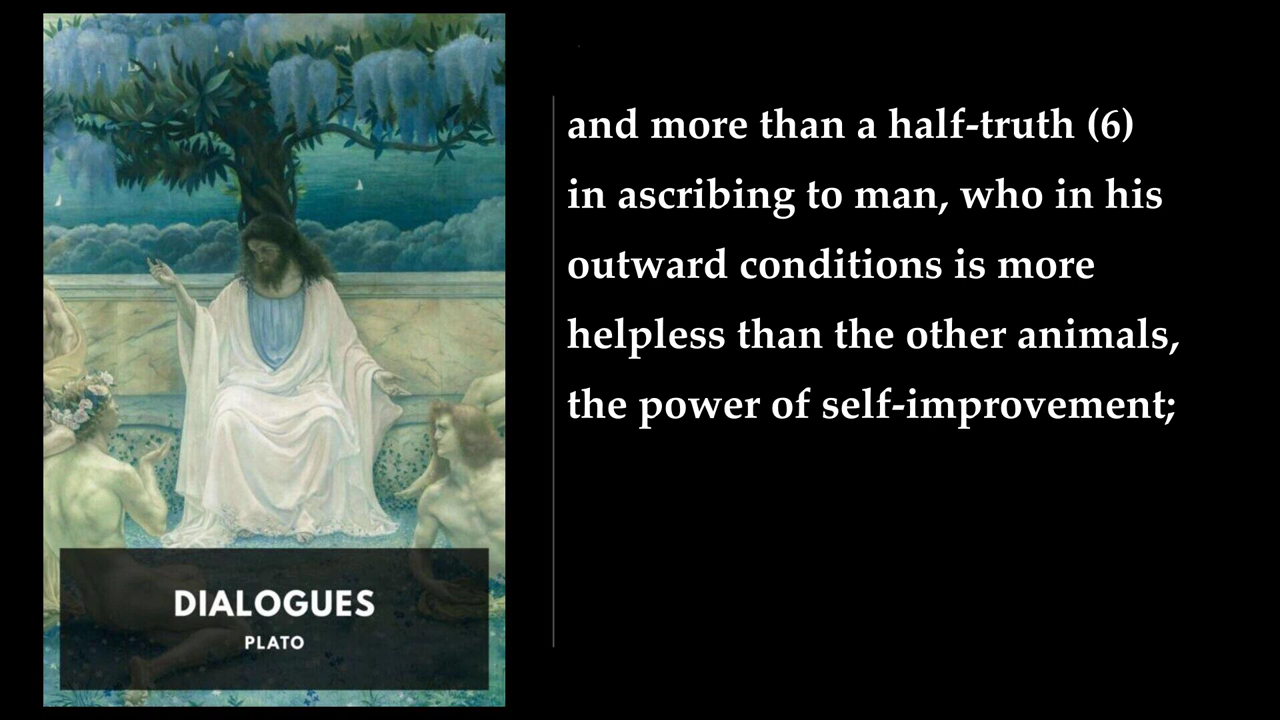 DIALOGUES
PLATO
and more than a half-truth (6)
in ascribing to man, who in his
outward conditions is more
helpless than the other animals,
the power of self-improvement;